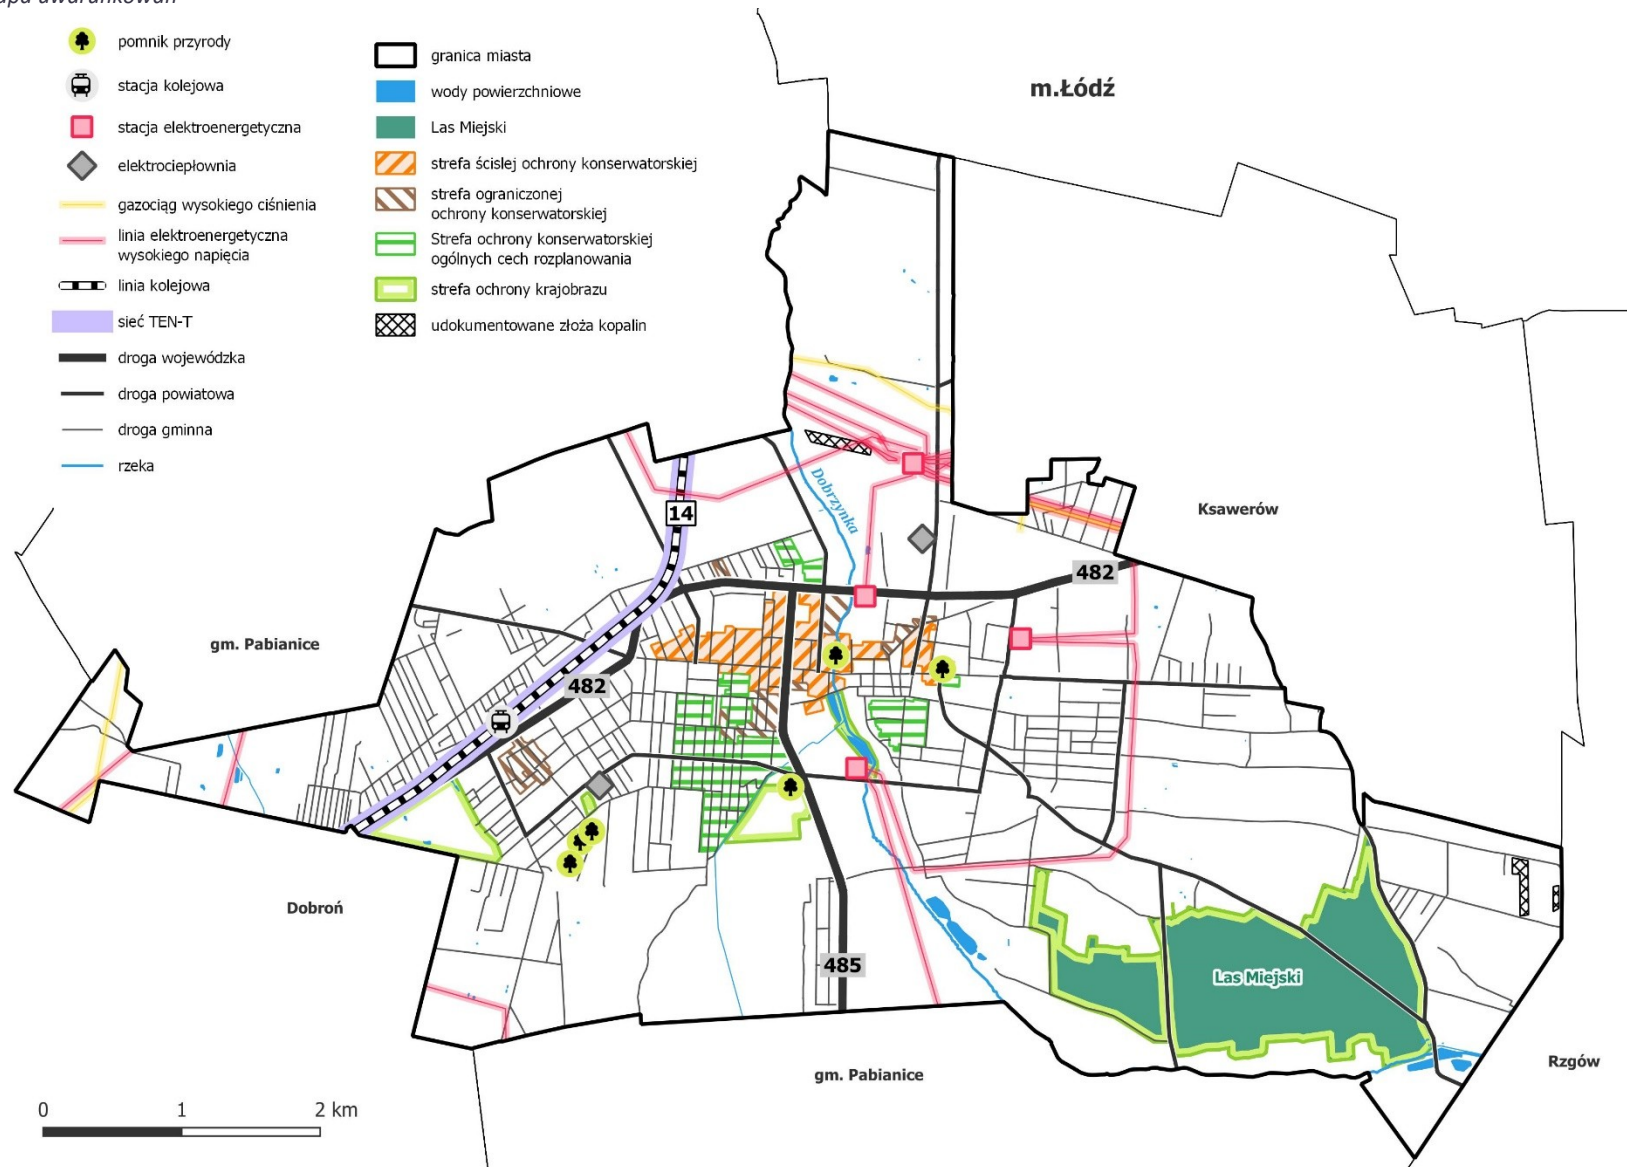 uwarunkowań
pomnik przyrody
stacja kolejowa
stacja elektroenergetyczna
elektrociepłownia
gazociąg wysokiego ciśnienia
linia elektroenergetyczna
wysokiego napięcia
linia kolejowa
sieć TEN-T
droga wojewódzka
droga powiatowa
droga gminna
rzeka
granica miasta
wody powierzchniowe
Las Miejski
strefa ścisłej ochrony konserwatorskiej
strefa ograniczonej
ochrony konserwatorskiej
Strefa ochrony konserwatorskiej
ogólnych cech rozplanowania
strefa ochrony krajobrazu
udokumentowane złoża kopalin
m.Łódź
Dobrzynka
14
Ksawerów
482
gm. Pabianice
482
Dobroń
485
Las Miejski
gm. Pabianice
Rzgów
0 1 2 km